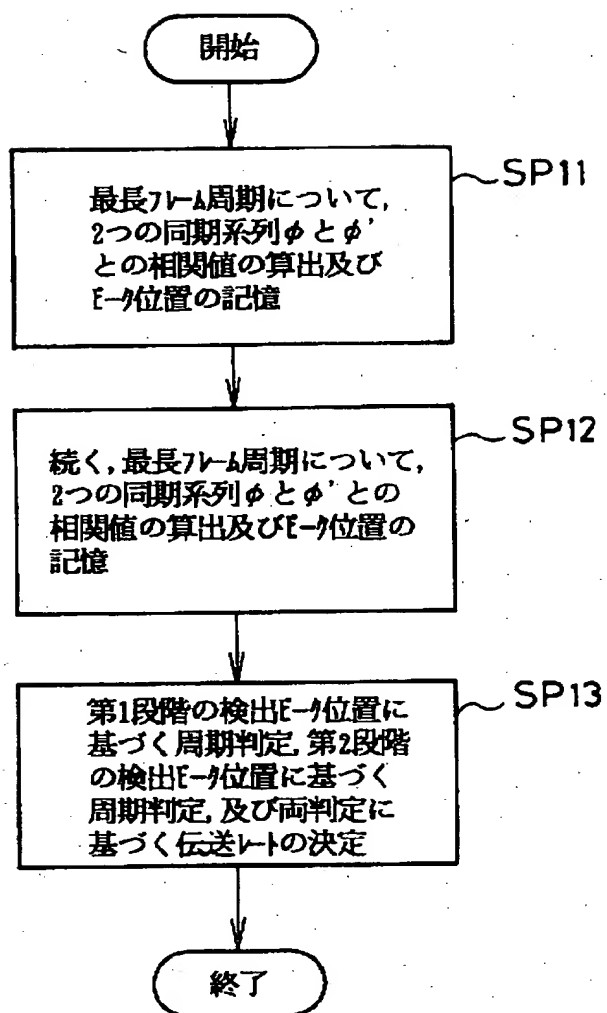 開始
SP11
最長ﾌﾚｰﾑ周期について,
2つの同期系列φとφ'
との相関値の算出及び
ﾋﾟｰｸ位置の記憶
SP12
続く,最長ﾌﾚｰﾑ周期について,
2つの同期系列φとφ'との
相関値の算出及びﾋﾟｰｸ位置の
記憶
SP13
第1段階の検出ﾋﾟｰｸ位置に
基づく周期判定,第2段階
の検出ﾋﾟｰｸ位置に基づく
周期判定,及び両判定に
基づく伝送ﾚｰﾄの決定
終了